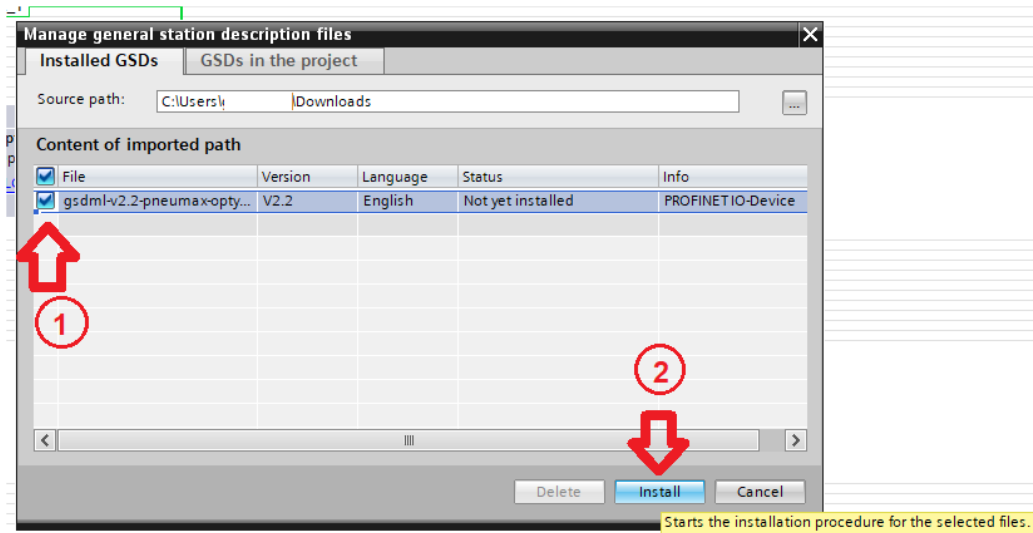 Manage general station description files
Installed GSDs GSDs in the project
Source path: C:\Users\ \Downloads ...
Content of imported path
File Version Language Status Info
gsdml-v2.2-pneumax-opty... V2.2 English Not yet installed PROFINET IO-Device
1
2
Delete Install Cancel
Starts the installation procedure for the selected files.